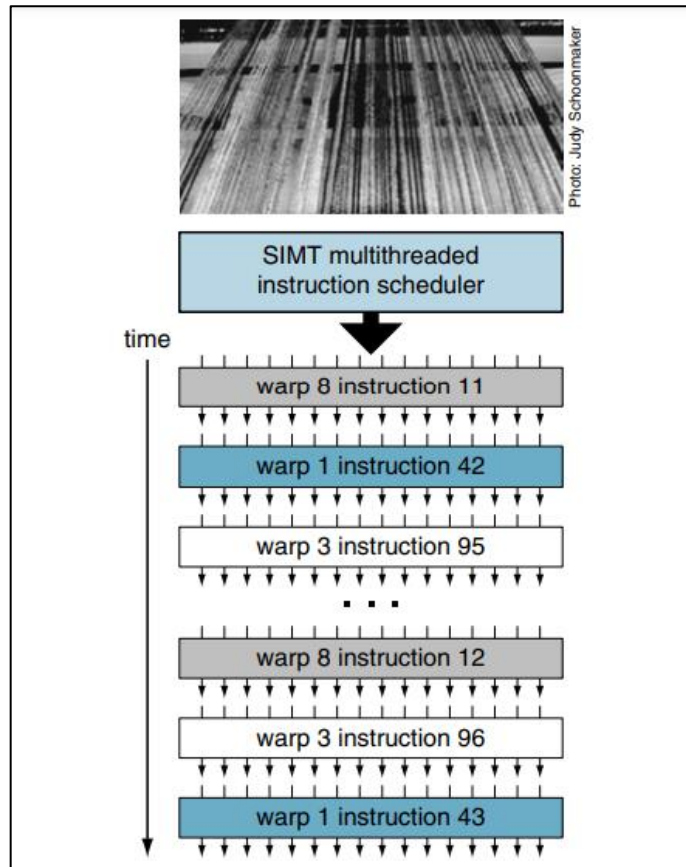 Photo: Judy Schoonmaker
SIMT multithreaded
instruction scheduler
time
warp 8 instruction 11
warp 1 instruction 42
warp 3 instruction 95
. . .
warp 8 instruction 12
warp 3 instruction 96
warp 1 instruction 43